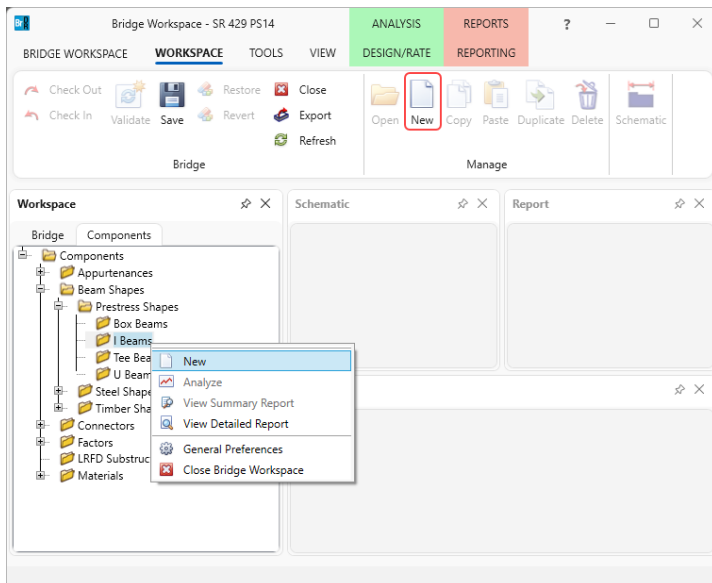 Br
Bridge Workspace - SR 429 PS14
ANALYSIS
REPORTS
?
BRIDGE WORKSPACE
WORKSPACE
TOOLS
VIEW
DESIGN/RATE
REPORTING
Check Out
Check In
Validate
Save
Restore
Revert
Close
Export
Refresh
Bridge
Open
New
Copy
Paste
Duplicate
Delete
Schematic
Manage
Workspace
Bridge
Components
Components
Appurtenances
Beam Shapes
Prestress Shapes
Box Beams
I Beams
Tee Bea
U Beam
Steel Shape
Timber Sha
Connectors
Factors
LRFD Substruc
Materials
New
Analyze
View Summary Report
View Detailed Report
General Preferences
Close Bridge Workspace
Schematic
Report